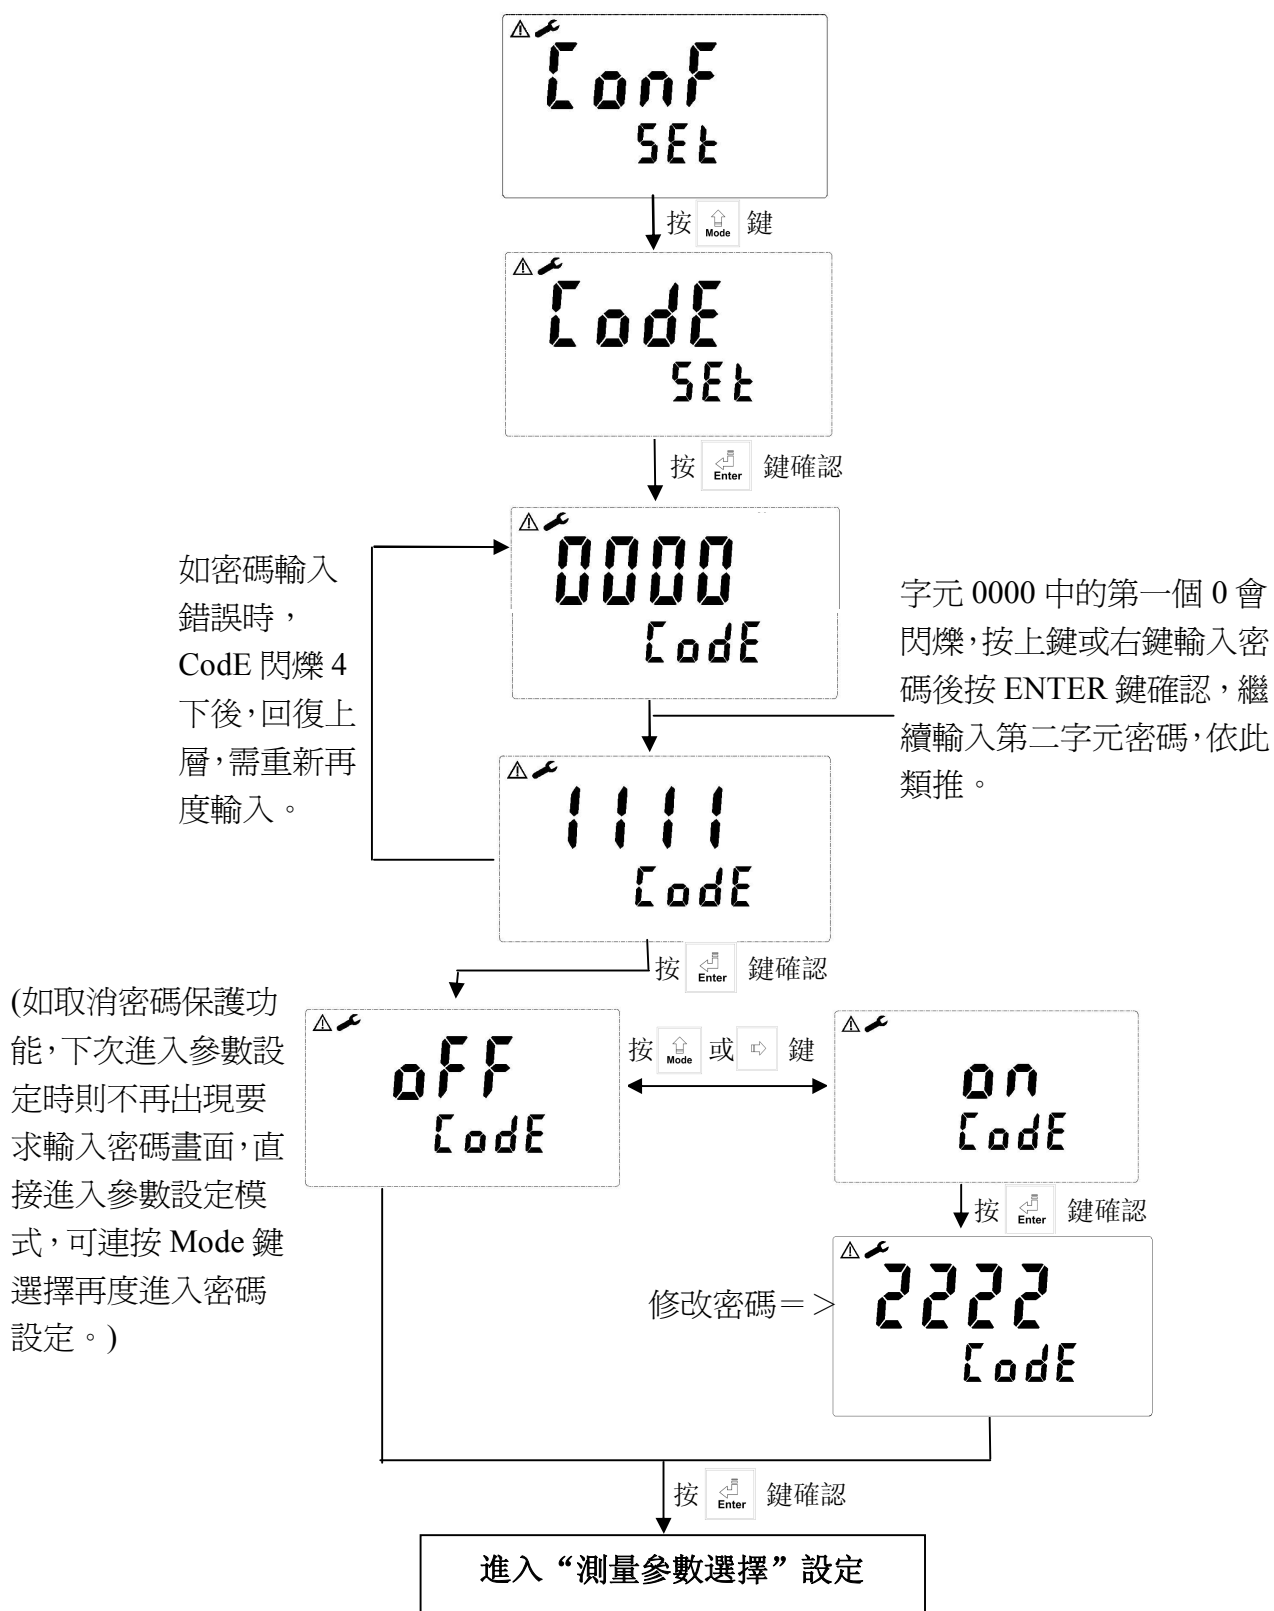 ConF
SEt
按 Mode 鍵
CodE
SEt
按 Enter 鍵確認
0000
CodE
如密碼輸入
錯誤時，
CodE 閃爍 4
下後，回復上
層，需重新再
度輸入。
字元 0000 中的第一個 0 會
閃爍，按上鍵或右鍵輸入密
碼後按 ENTER 鍵確認，繼
續輸入第二字元密碼，依此
類推。
1111
CodE
按 Enter 鍵確認
(如取消密碼保護功
能，下次進入參數設
定時則不再出現要
求輸入密碼畫面，直
接進入參數設定模
式，可連按 Mode 鍵
選擇再度進入密碼
設定。)
oFF
CodE
按 Mode 或 鍵
on
CodE
按 Enter 鍵確認
修改密碼＝＞
2222
CodE
按 Enter 鍵確認
進入“測量參數選擇”設定